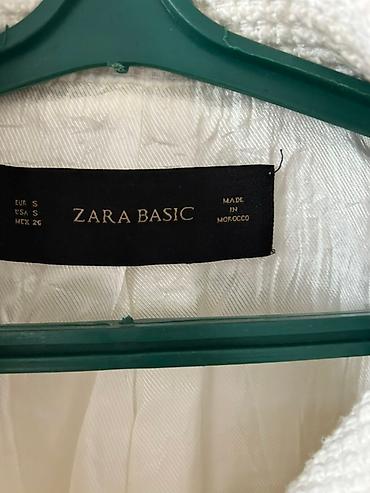 EUR S
USA S
MEX 26
ZARA BASIC
MADE
IN
MOROCCO